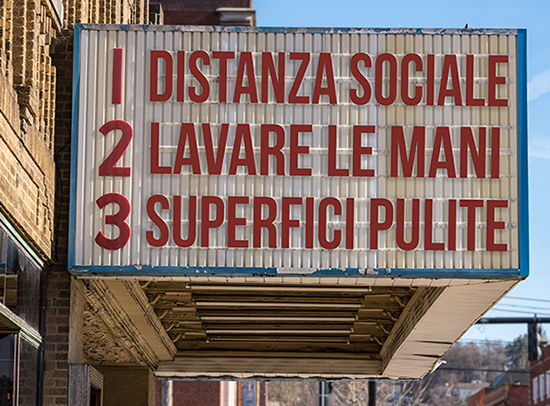 1 DISTANZA SOCIALE
2 LAVARE LE MANI
3 SUPERFICI PULITE